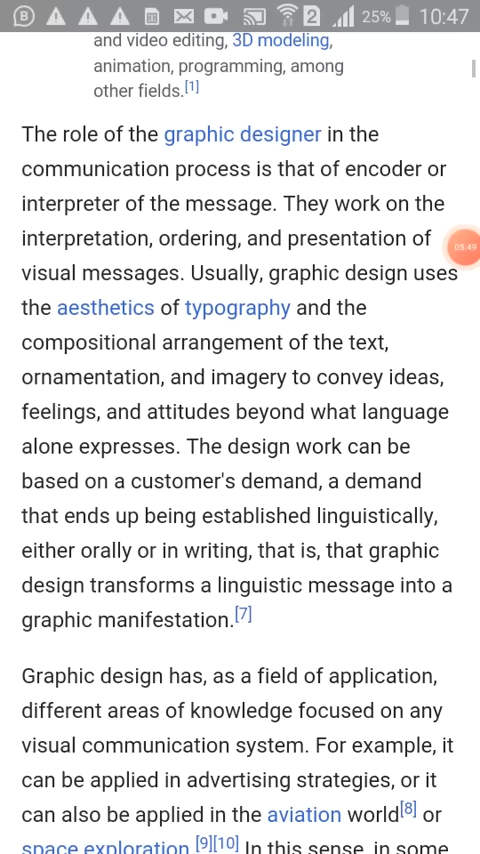 25% 10:47
and video editing, 3D modeling,
animation, programming, among
other fields.[1]
The role of the graphic designer in the
communication process is that of encoder or
interpreter of the message. They work on the
interpretation, ordering, and presentation of
05:49
visual messages. Usually, graphic design uses
the aesthetics of typography and the
compositional arrangement of the text,
ornamentation, and imagery to convey ideas,
feelings, and attitudes beyond what language
alone expresses. The design work can be
based on a customer's demand, a demand
that ends up being established linguistically,
either orally or in writing, that is, that graphic
design transforms a linguistic message into a
graphic manifestation.[7]
Graphic design has, as a field of application,
different areas of knowledge focused on any
visual communication system. For example, it
can be applied in advertising strategies, or it
can also be applied in the aviation world[8] or
space exploration.[9][10] In this sense, in some